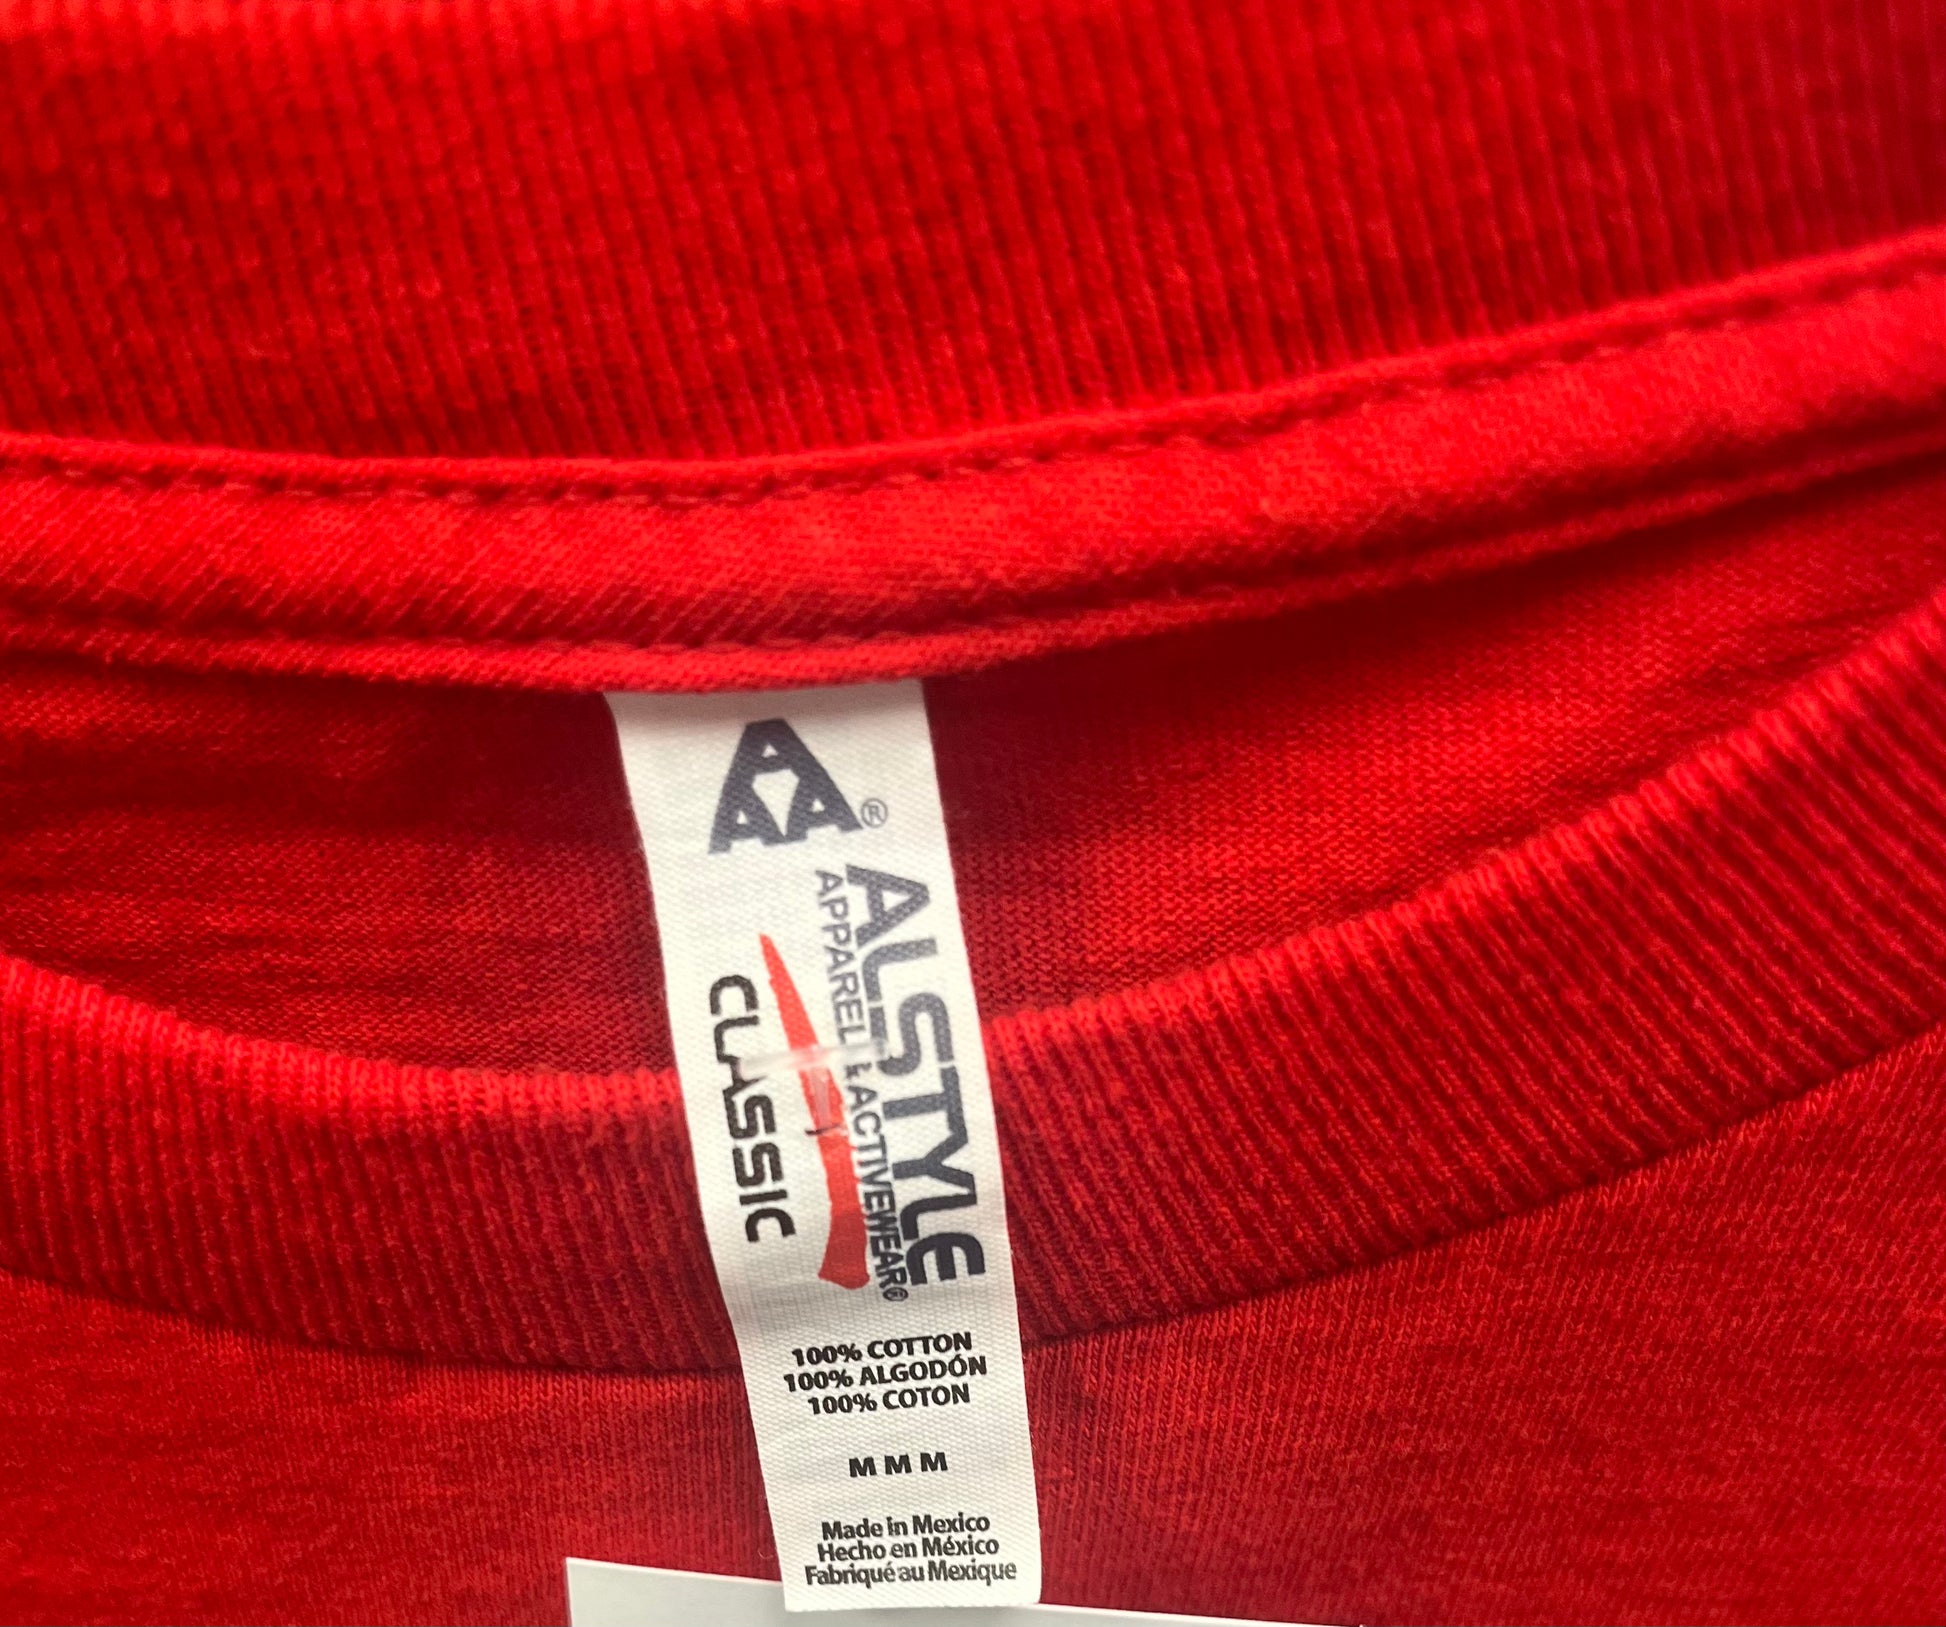 AAA®
ALSTYLE
APPAREL & ACTIVEWEAR®
CLASSIC
100% COTTON
100% ALGODÓN
100% COTON
M M M
Made in Mexico
Hecho en México
Fabriqué au Mexique